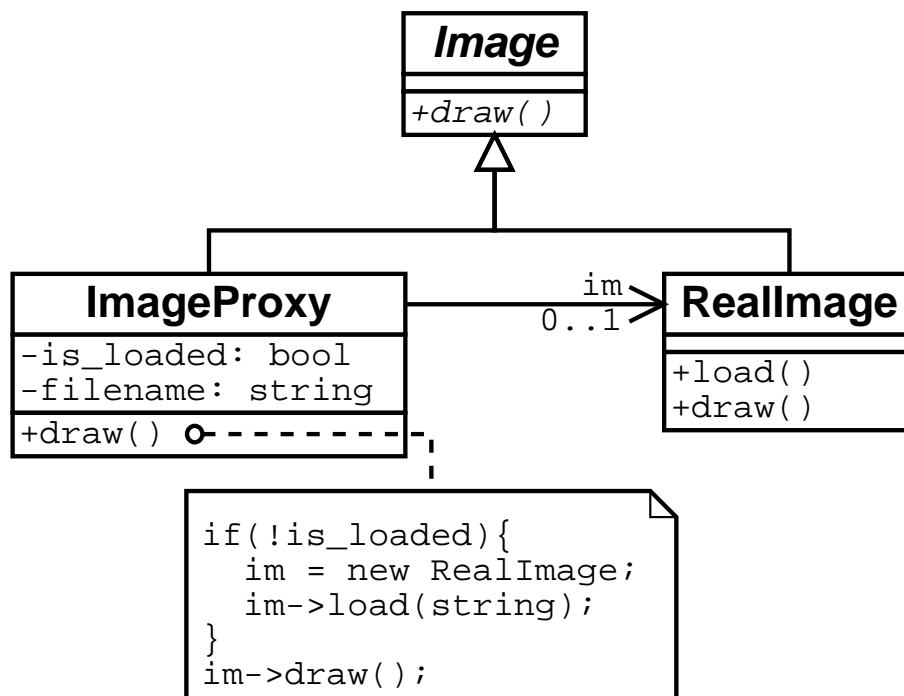 Image
+draw()
ImageProxy
-is_loaded: bool
-filename: string
+draw()
im
0..1
RealImage
+load()
+draw()
if(!is_loaded){
im = new RealImage;
im->load(string);
}
im->draw();